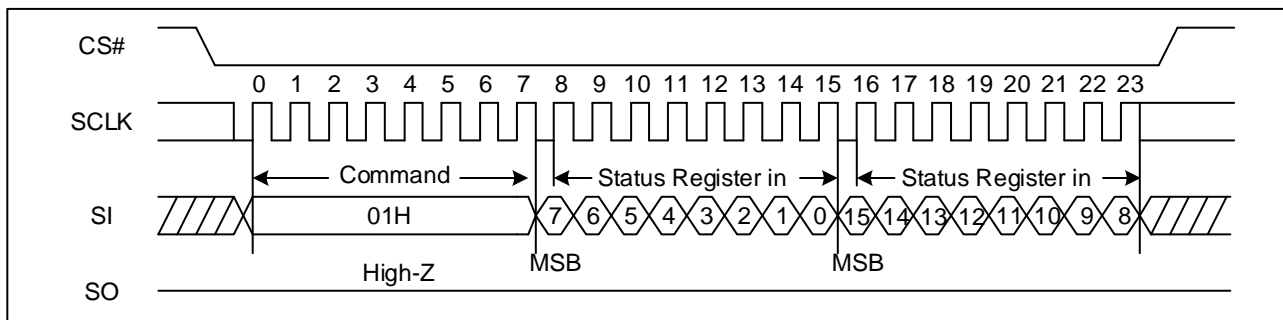 CS#
0 1 2 3 4 5 6 7 8 9 10 11 12 13 14 15 16 17 18 19 20 21 22 23
SCLK
Command Status Register in Status Register in
SI 01H 7 6 5 4 3 2 1 0 15 14 13 12 11 10 9 8
MSB MSB
High-Z
SO